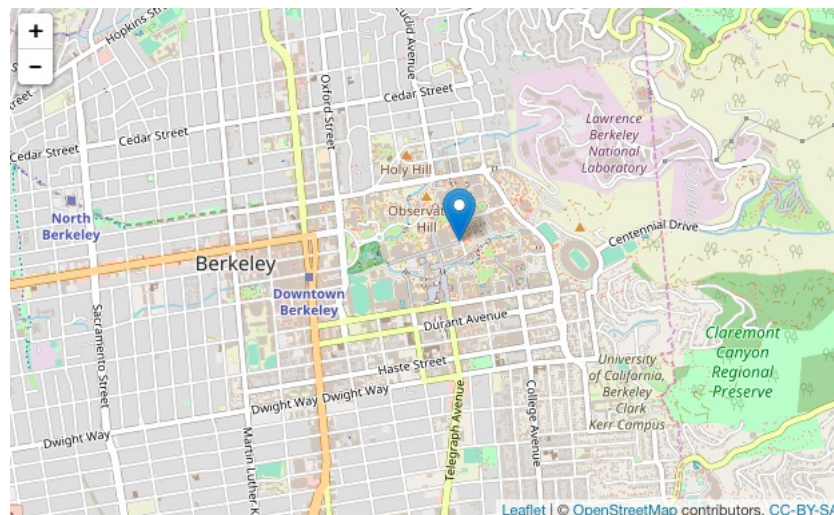 +
−
Hopkins Street
Euclid Avenue
Oxford Street
Cedar Street
Cedar Street
Cedar Street
Lawrence
Berkeley
National
Laboratory
Holy Hill
North
Berkeley
Hill
Centennial Drive
Berkeley
Downtown
Berkeley
Sacramento Street
Durant Avenue
Claremont
Canyon
Regional
Preserve
Haste Street
University
of California,
Berkeley
Clark
Kerr Campus
Dwight Way
Dwight Way
Dwight Way
College Avenue
Telegraph Avenue
Martin Luther K
Leaflet | © OpenStreetMap contributors, CC-BY-SA